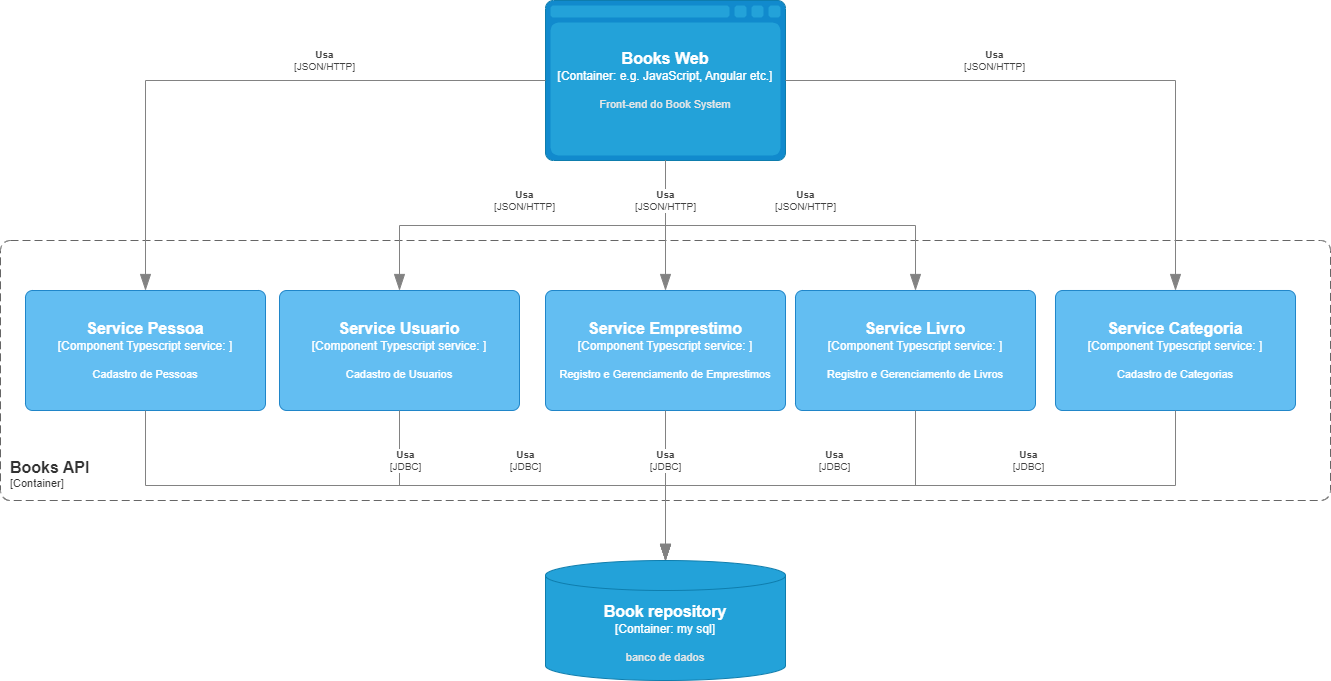 Books Web
[Container: e.g. JavaScript, Angular etc.]
Front-end do Book System
Usa
[JSON/HTTP]
Usa
[JSON/HTTP]
Usa
[JSON/HTTP]
Usa
[JSON/HTTP]
Usa
[JSON/HTTP]
Service Pessoa
[Component Typescript service: ]
Cadastro de Pessoas
Service Usuario
[Component Typescript service: ]
Cadastro de Usuarios
Service Emprestimo
[Component Typescript service: ]
Registro e Gerenciamento de Emprestimos
Service Livro
[Component Typescript service: ]
Registro e Gerenciamento de Livros
Service Categoria
[Component Typescript service: ]
Cadastro de Categorias
Usa
[JDBC]
Usa
[JDBC]
Usa
[JDBC]
Usa
[JDBC]
Usa
[JDBC]
Books API
[Container]
Book repository
[Container: my sql]
banco de dados